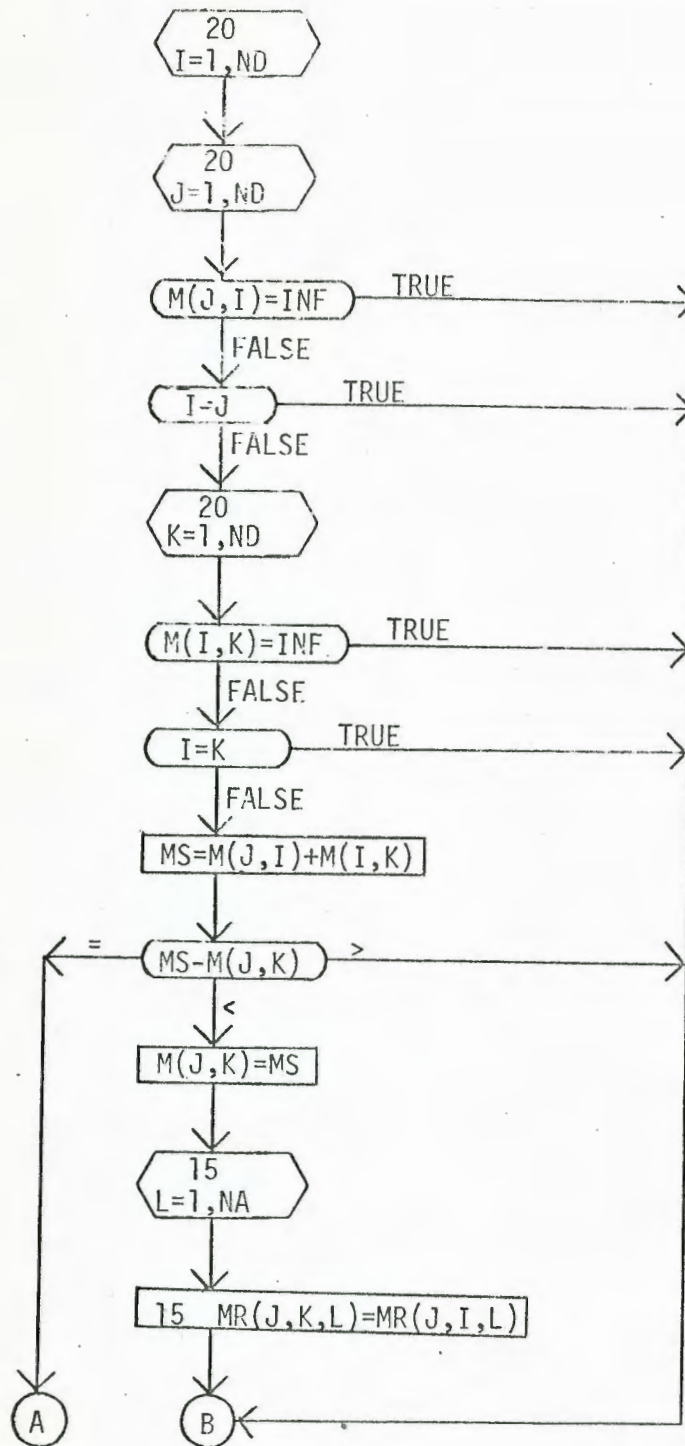 20
I=1,ND
20
J=1,ND
M(J,I)=INF
TRUE
FALSE
I=J
TRUE
FALSE
20
K=1,ND
M(I,K)=INF
TRUE
FALSE
I=K
TRUE
FALSE
MS=M(J,I)+M(I,K)
=
MS-M(J,K)
>
<
M(J,K)=MS
15
L=1,NA
15 MR(J,K,L)=MR(J,I,L)
A
B